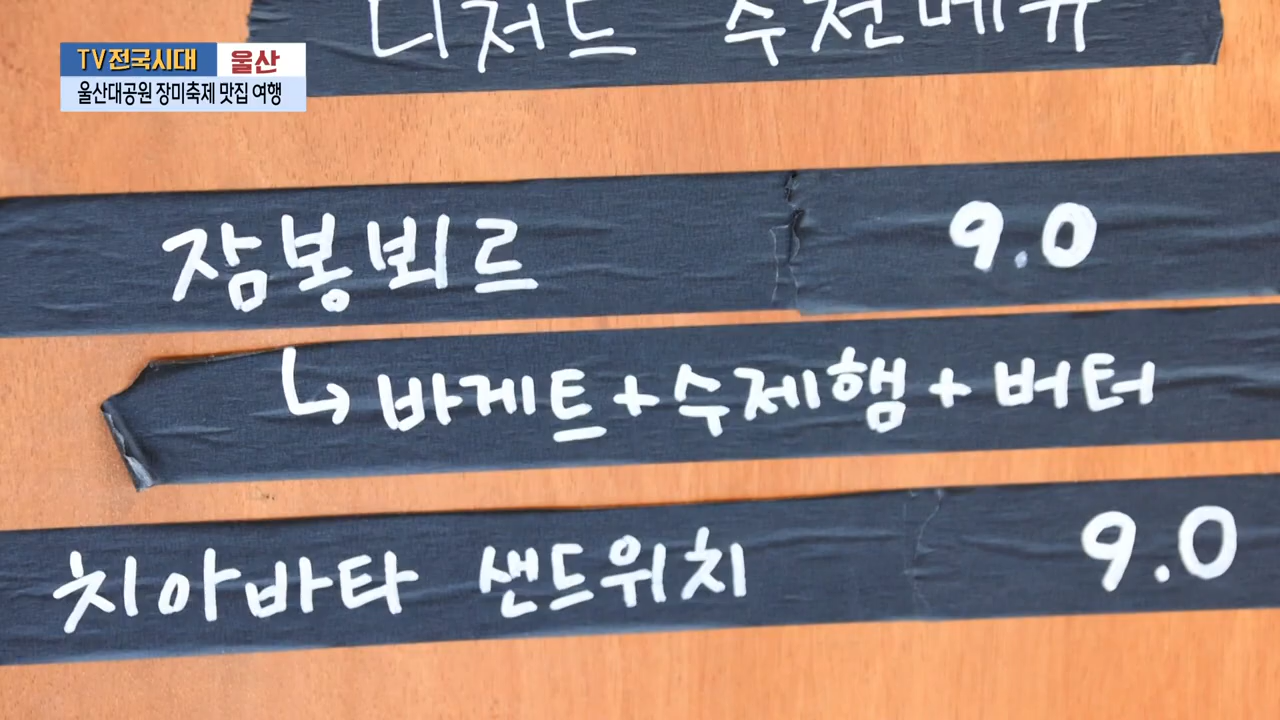 디저트 추천메뉴
TV전국시대 울산
울산대공원 장미축제 맛집 여행
잠봉뵈르 9.0
↳ 바게트+수제햄+버터
치아바타 샌드위치 9.0